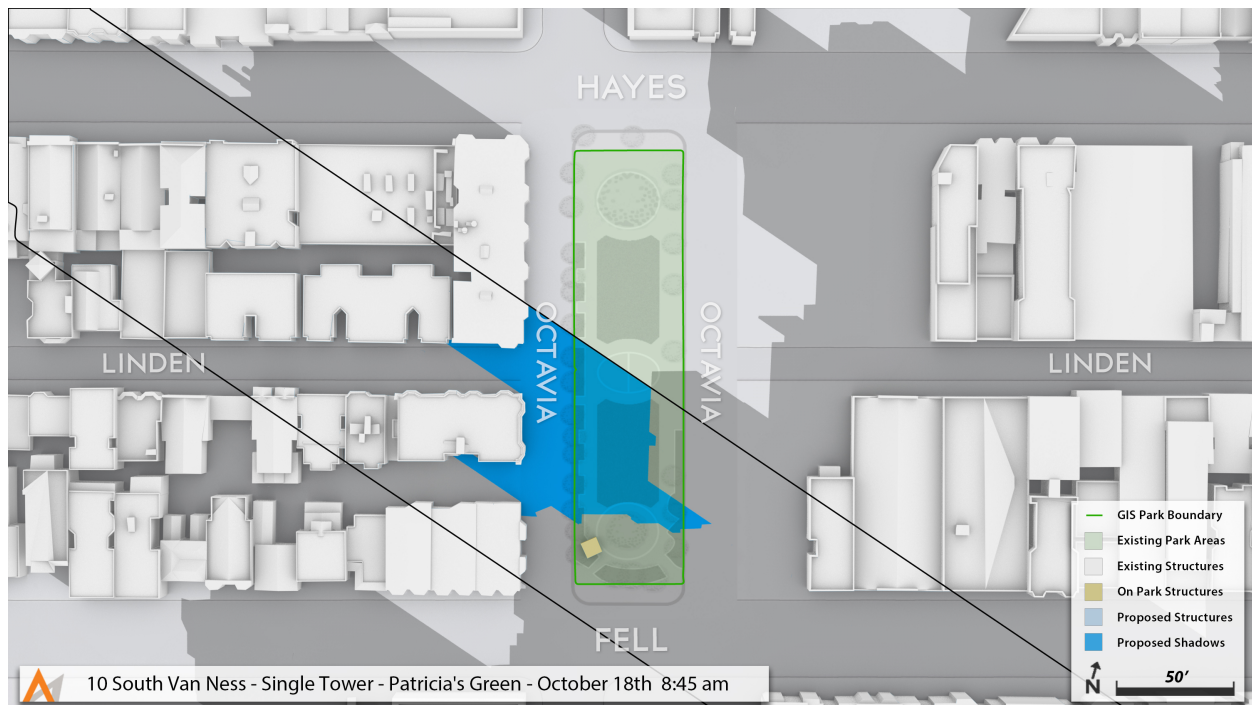 HAYES
OCTAVIA
OCTAVIA
LINDEN
LINDEN
GIS Park Boundary
Existing Park Areas
Existing Structures
On Park Structures
Proposed Structures
Proposed Shadows
FELL
N
50'
10 South Van Ness - Single Tower - Patricia's Green - October 18th 8:45 am